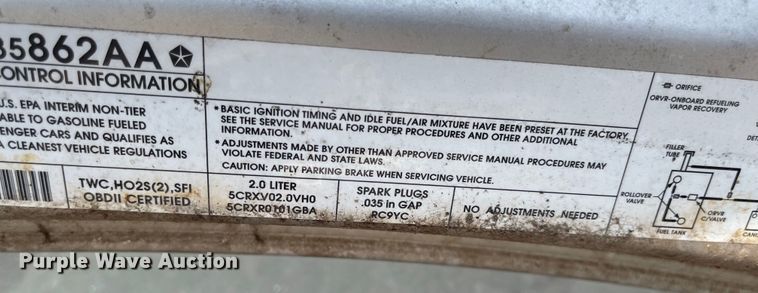 35862AA
CONTROL INFORMATION
U.S. EPA INTERIM NON-TIER
ABLE TO GASOLINE FUELED
ENGER CARS AND QUALIFIES AS
A CLEANEST VEHICLE REGULATIONS
TWC,HO2S(2),SFI
OBDII CERTIFIED
*BASIC IGNITION TIMING AND IDLE FUEL/AIR MIXTURE HAVE BEEN PRESET AT THE FACTORY.
SEE THE SERVICE MANUAL FOR PROPER PROCEDURES AND OTHER ADDITIONAL
INFORMATION.
*ADJUSTMENTS MADE BY OTHER THAN APPROVED SERVICE MANUAL PROCEDURES MAY
VIOLATE FEDERAL AND STATE LAWS.
CAUTION: APPLY PARKING BRAKE WHEN SERVICING VEHICLE.
2.0 LITER
5CRXV02.0VH0
5CRXR0101GBA
SPARK PLUGS
.035 in GAP
RC9YC
NO ADJUSTMENTS NEEDED
ORIFICE
ORVR-ONBOARD REFUELING
VAPOR RECOVERY
FILLER
TUBE
ROLLOVER
VALVE
ORVR
C/VALVE
FUEL TANK
Purple Wave Auction